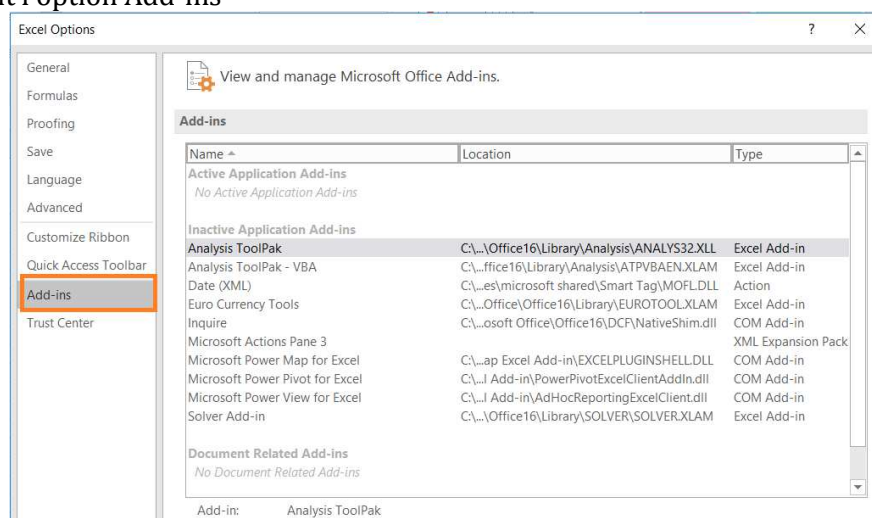 t l option Add-ins
Excel Options ? ×
General
Formulas
Proofing
Save
Language
Advanced
Customize Ribbon
Quick Access Toolbar
Add-ins
Trust Center
View and manage Microsoft Office Add-ins.
Add-ins
Name Location Type
Active Application Add-ins
No Active Application Add-ins
Inactive Application Add-ins
Analysis ToolPak C:\...\Office16\Library\Analysis\ANALYS32.XLL Excel Add-in
Analysis ToolPak - VBA C:\...ffice16\Library\Analysis\ATPVBAEN.XLAM Excel Add-in
Date (XML) C:\...es\microsoft shared\Smart Tag\MOFL.DLL Action
Euro Currency Tools C:\...Office\Office16\Library\EUROTOOL.XLAM Excel Add-in
Inquire C:\...osoft Office\Office16\DCF\NativeShim.dll COM Add-in
Microsoft Actions Pane 3 XML Expansion Pack
Microsoft Power Map for Excel C:\...ap Excel Add-in\EXCELPLUGINSHELL.DLL COM Add-in
Microsoft Power Pivot for Excel C:\...l Add-in\PowerPivotExcelClientAddIn.dll COM Add-in
Microsoft Power View for Excel C:\...l Add-in\AdHocReportingExcelClient.dll COM Add-in
Solver Add-in C:\...\Office16\Library\SOLVER\SOLVER.XLAM Excel Add-in
Document Related Add-ins
No Document Related Add-ins
Add-in: Analysis ToolPak